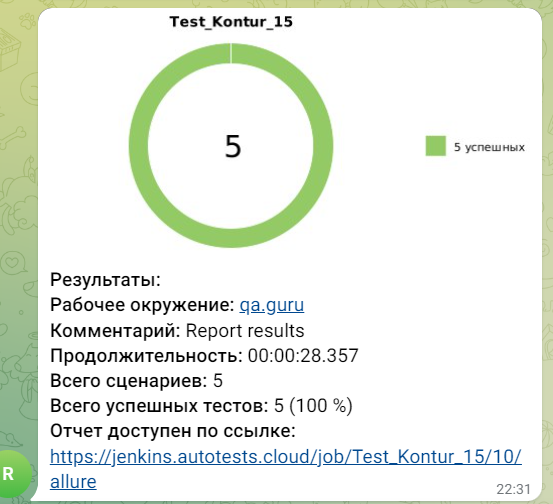 Test_Kontur_15
5
5 успешных
Результаты:
Рабочее окружение: qa.guru
Комментарий: Report results
Продолжительность: 00:00:28.357
Всего сценариев: 5
Всего успешных тестов: 5 (100 %)
Отчет доступен по ссылке:
https://jenkins.autotests.cloud/job/Test_Kontur_15/10/
allure
R
22:31